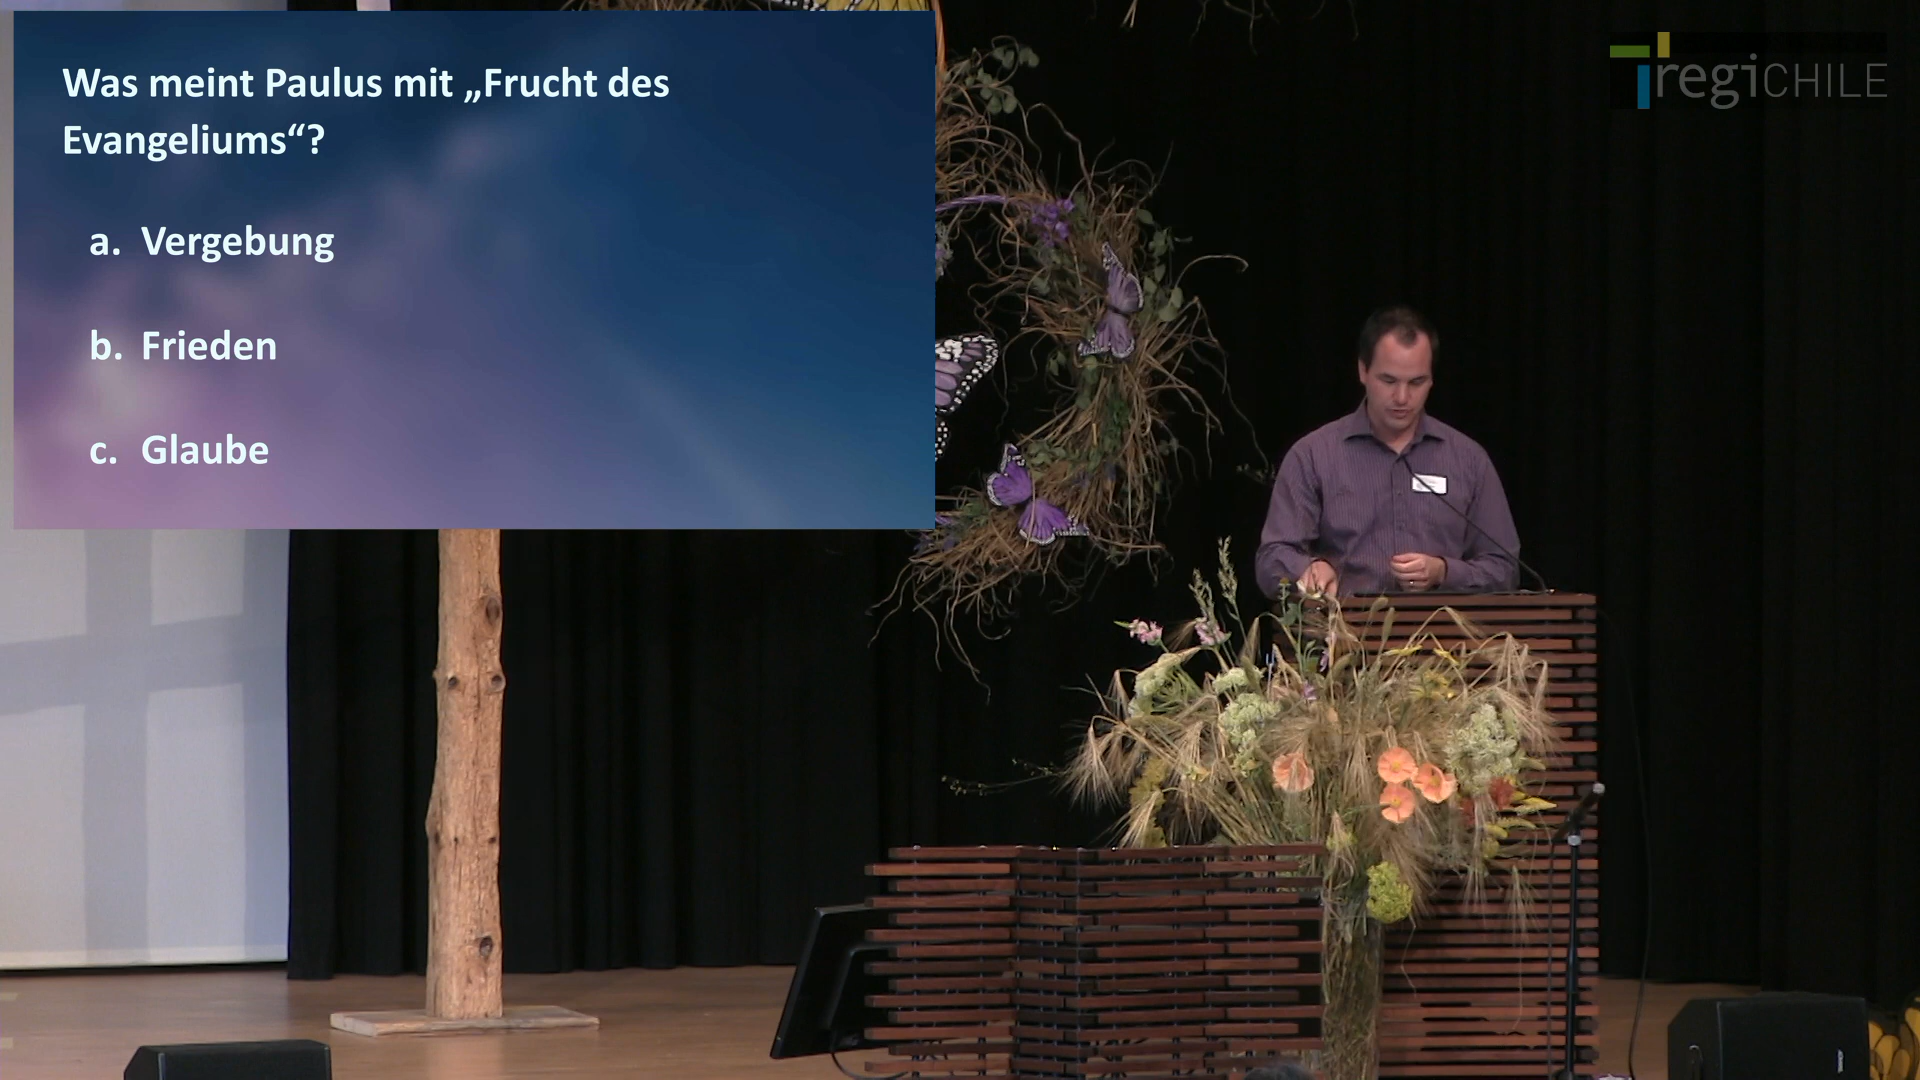 Was meint Paulus mit „Frucht des
Evangeliums“?
a. Vergebung
b. Frieden
c. Glaube
regiCHILE